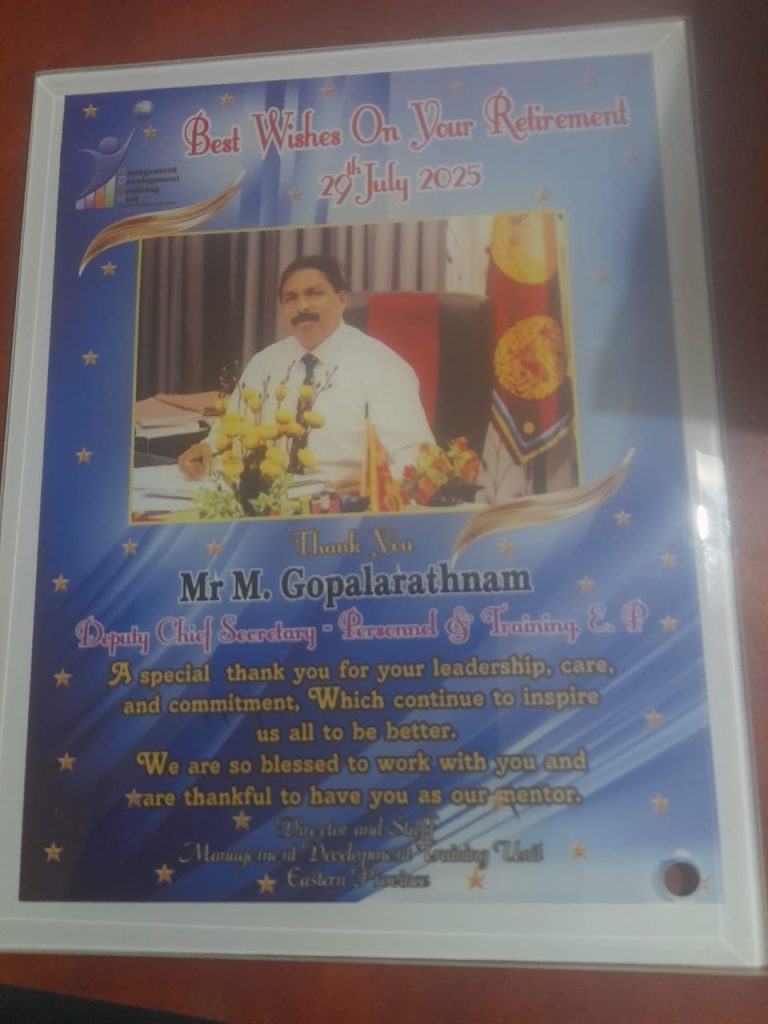 Best Wishes On Your Retirement
29th July 2025
Management
Development
Training
Unit
Thank You
Mr M. Gopalarathnam
Deputy Chief Secretary - Personnel & Training, E. P
A special thank you for your leadership, care,
and commitment, Which continue to inspire
us all to be better.
We are so blessed to work with you and
are thankful to have you as our mentor.
Director and Staff
Management Development Training Unit
Eastern Province